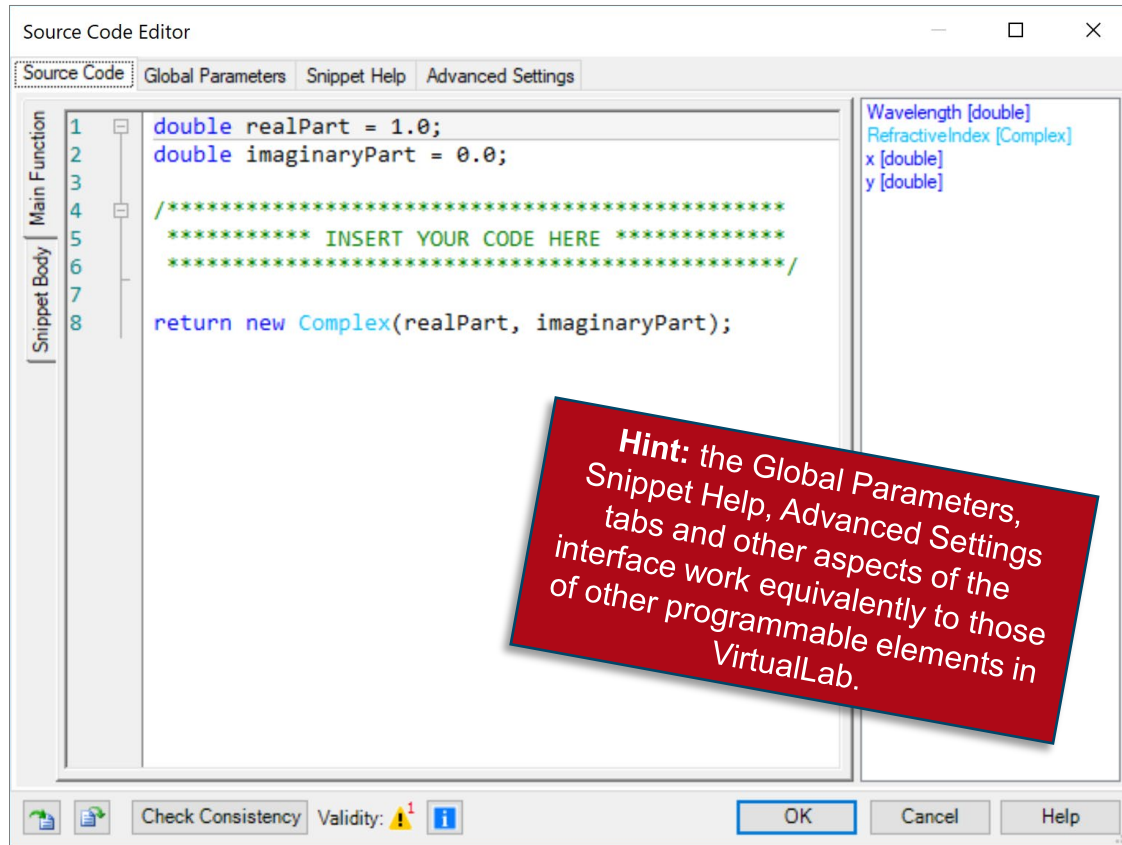 Source Code Editor
Source Code Global Parameters Snippet Help Advanced Settings
Main Function
Snippet Body
1 double realPart = 1.0;
2 double imaginaryPart = 0.0;
3
4 /***********************************************
5 *********** INSERT YOUR CODE HERE *************
6 ***********************************************/
7
8 return new Complex(realPart, imaginaryPart);
Wavelength [double]
RefractiveIndex [Complex]
x [double]
y [double]
Hint: the Global Parameters,
Snippet Help, Advanced Settings
tabs and other aspects of the
interface work equivalently to those
of other programmable elements in
VirtualLab.
Check Consistency Validity: 1 i OK Cancel Help